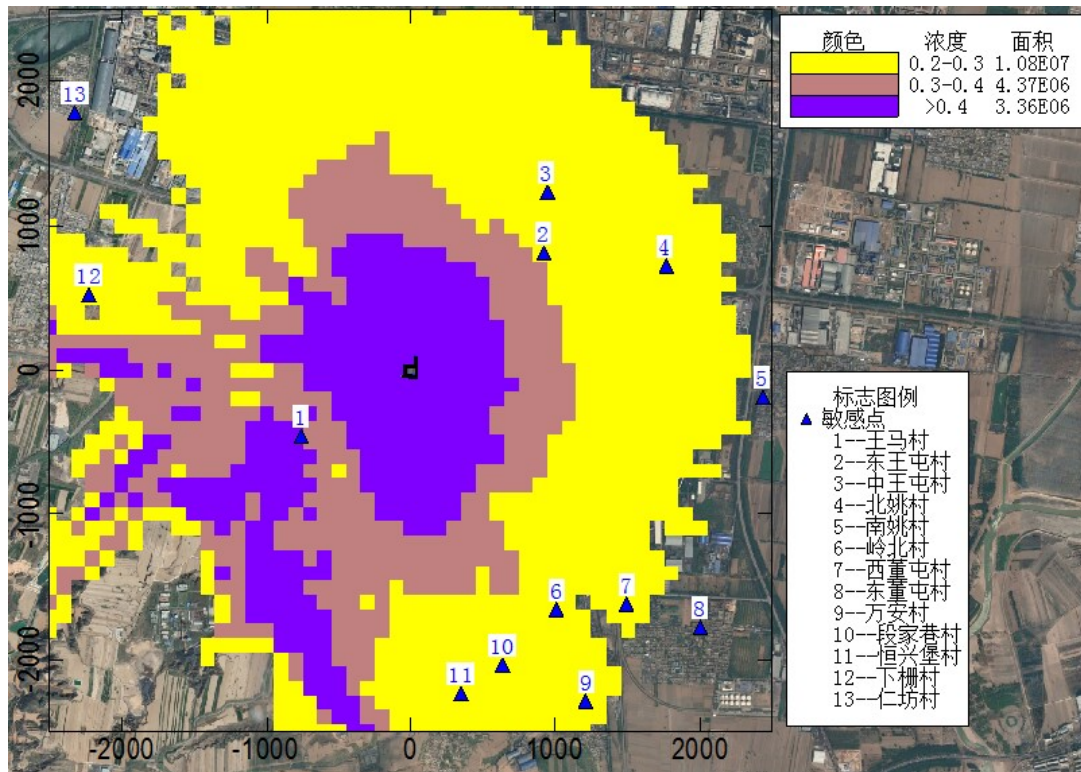 颜色 浓度 面积
0.2-0.3 1.08E07
0.3-0.4 4.37E06
>0.4 3.36E06
标志图例
敏感点
1--王马村
2--东王屯村
3--中王屯村
4--北姚村
5--南姚村
6--岭北村
7--西董屯村
8--东董屯村
9--万安村
10--段家巷村
11--恒兴堡村
12--下栅村
13--仁坊村
13
3
2
4
12
5
1
6
7
8
10
11
9
2000
1000
0
-1000
-2000
-2000 -1000 0 1000 2000